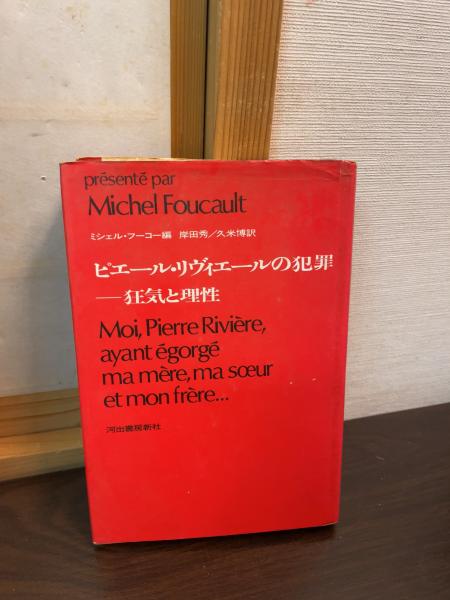 présenté par
Michel Foucault
ミシェル・フーコー編 岸田秀／久米博訳
ピエール・リヴィエールの犯罪
──狂気と理性
Moi, Pierre Rivière,
ayant égorgé
ma mère, ma sœur
et mon frère...
河出書房新社